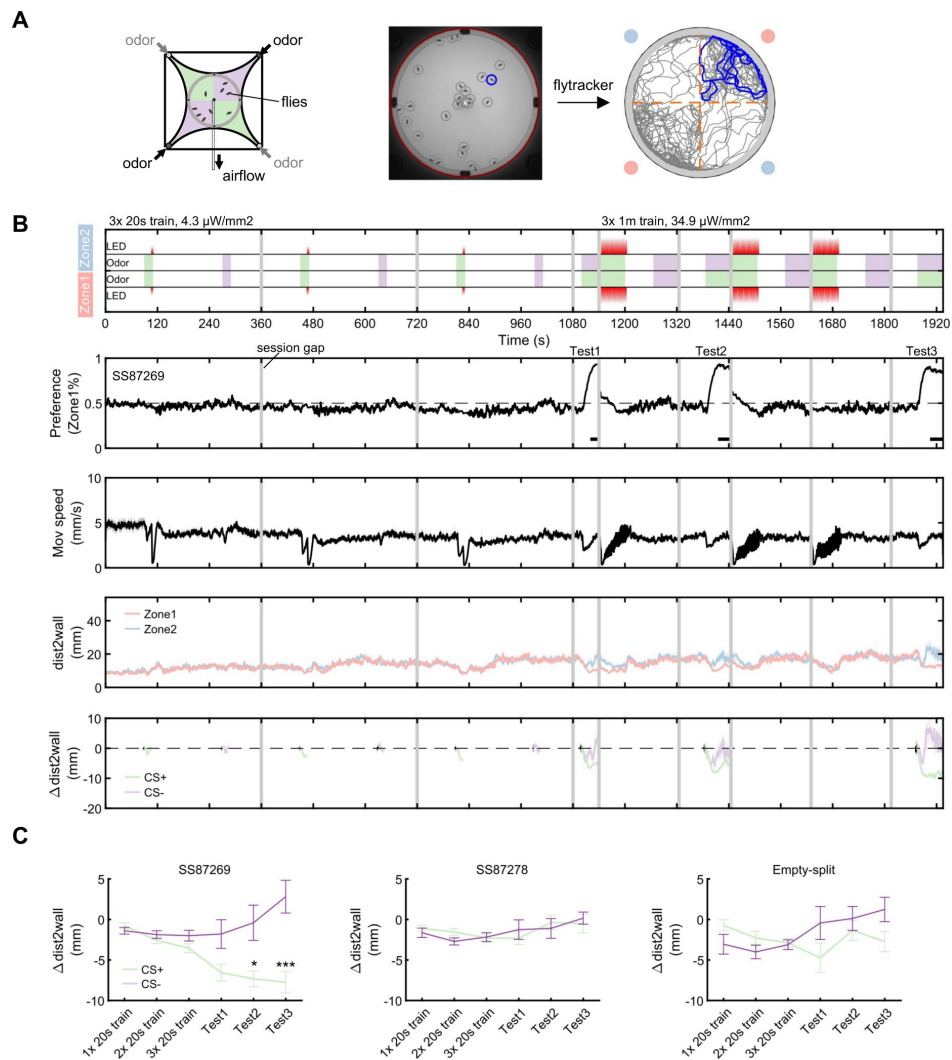 A
odor
odor
flies
odor
odor
airflow
flytracker
B
3x 20s train, 4.3 µW/mm2
3x 1m train, 34.9 µW/mm2
Zone2
Zone1
LED
Odor
Odor
LED
0 120 240 360 480 600 720 840 960 1080 1200 1320 1440 1560 1680 1800 1920
Time (s)
session gap
Test1
Test2
Test3
SS87269
Preference
(Zone1%)
1
0.5
0
Mov speed
(mm/s)
10
5
0
dist2wall
(mm)
40
20
0
Zone1
Zone2
Δ dist2wall
(mm)
10
0
-10
-20
CS+
CS-
C
SS87269
Δ dist2wall
(mm)
5
0
-5
-10
CS+
CS-
*
***
1x 20s train
2x 20s train
3x 20s train
Test1
Test2
Test3
SS87278
Δ dist2wall
(mm)
5
0
-5
-10
1x 20s train
2x 20s train
3x 20s train
Test1
Test2
Test3
Empty-split
Δ dist2wall
(mm)
5
0
-5
-10
1x 20s train
2x 20s train
3x 20s train
Test1
Test2
Test3